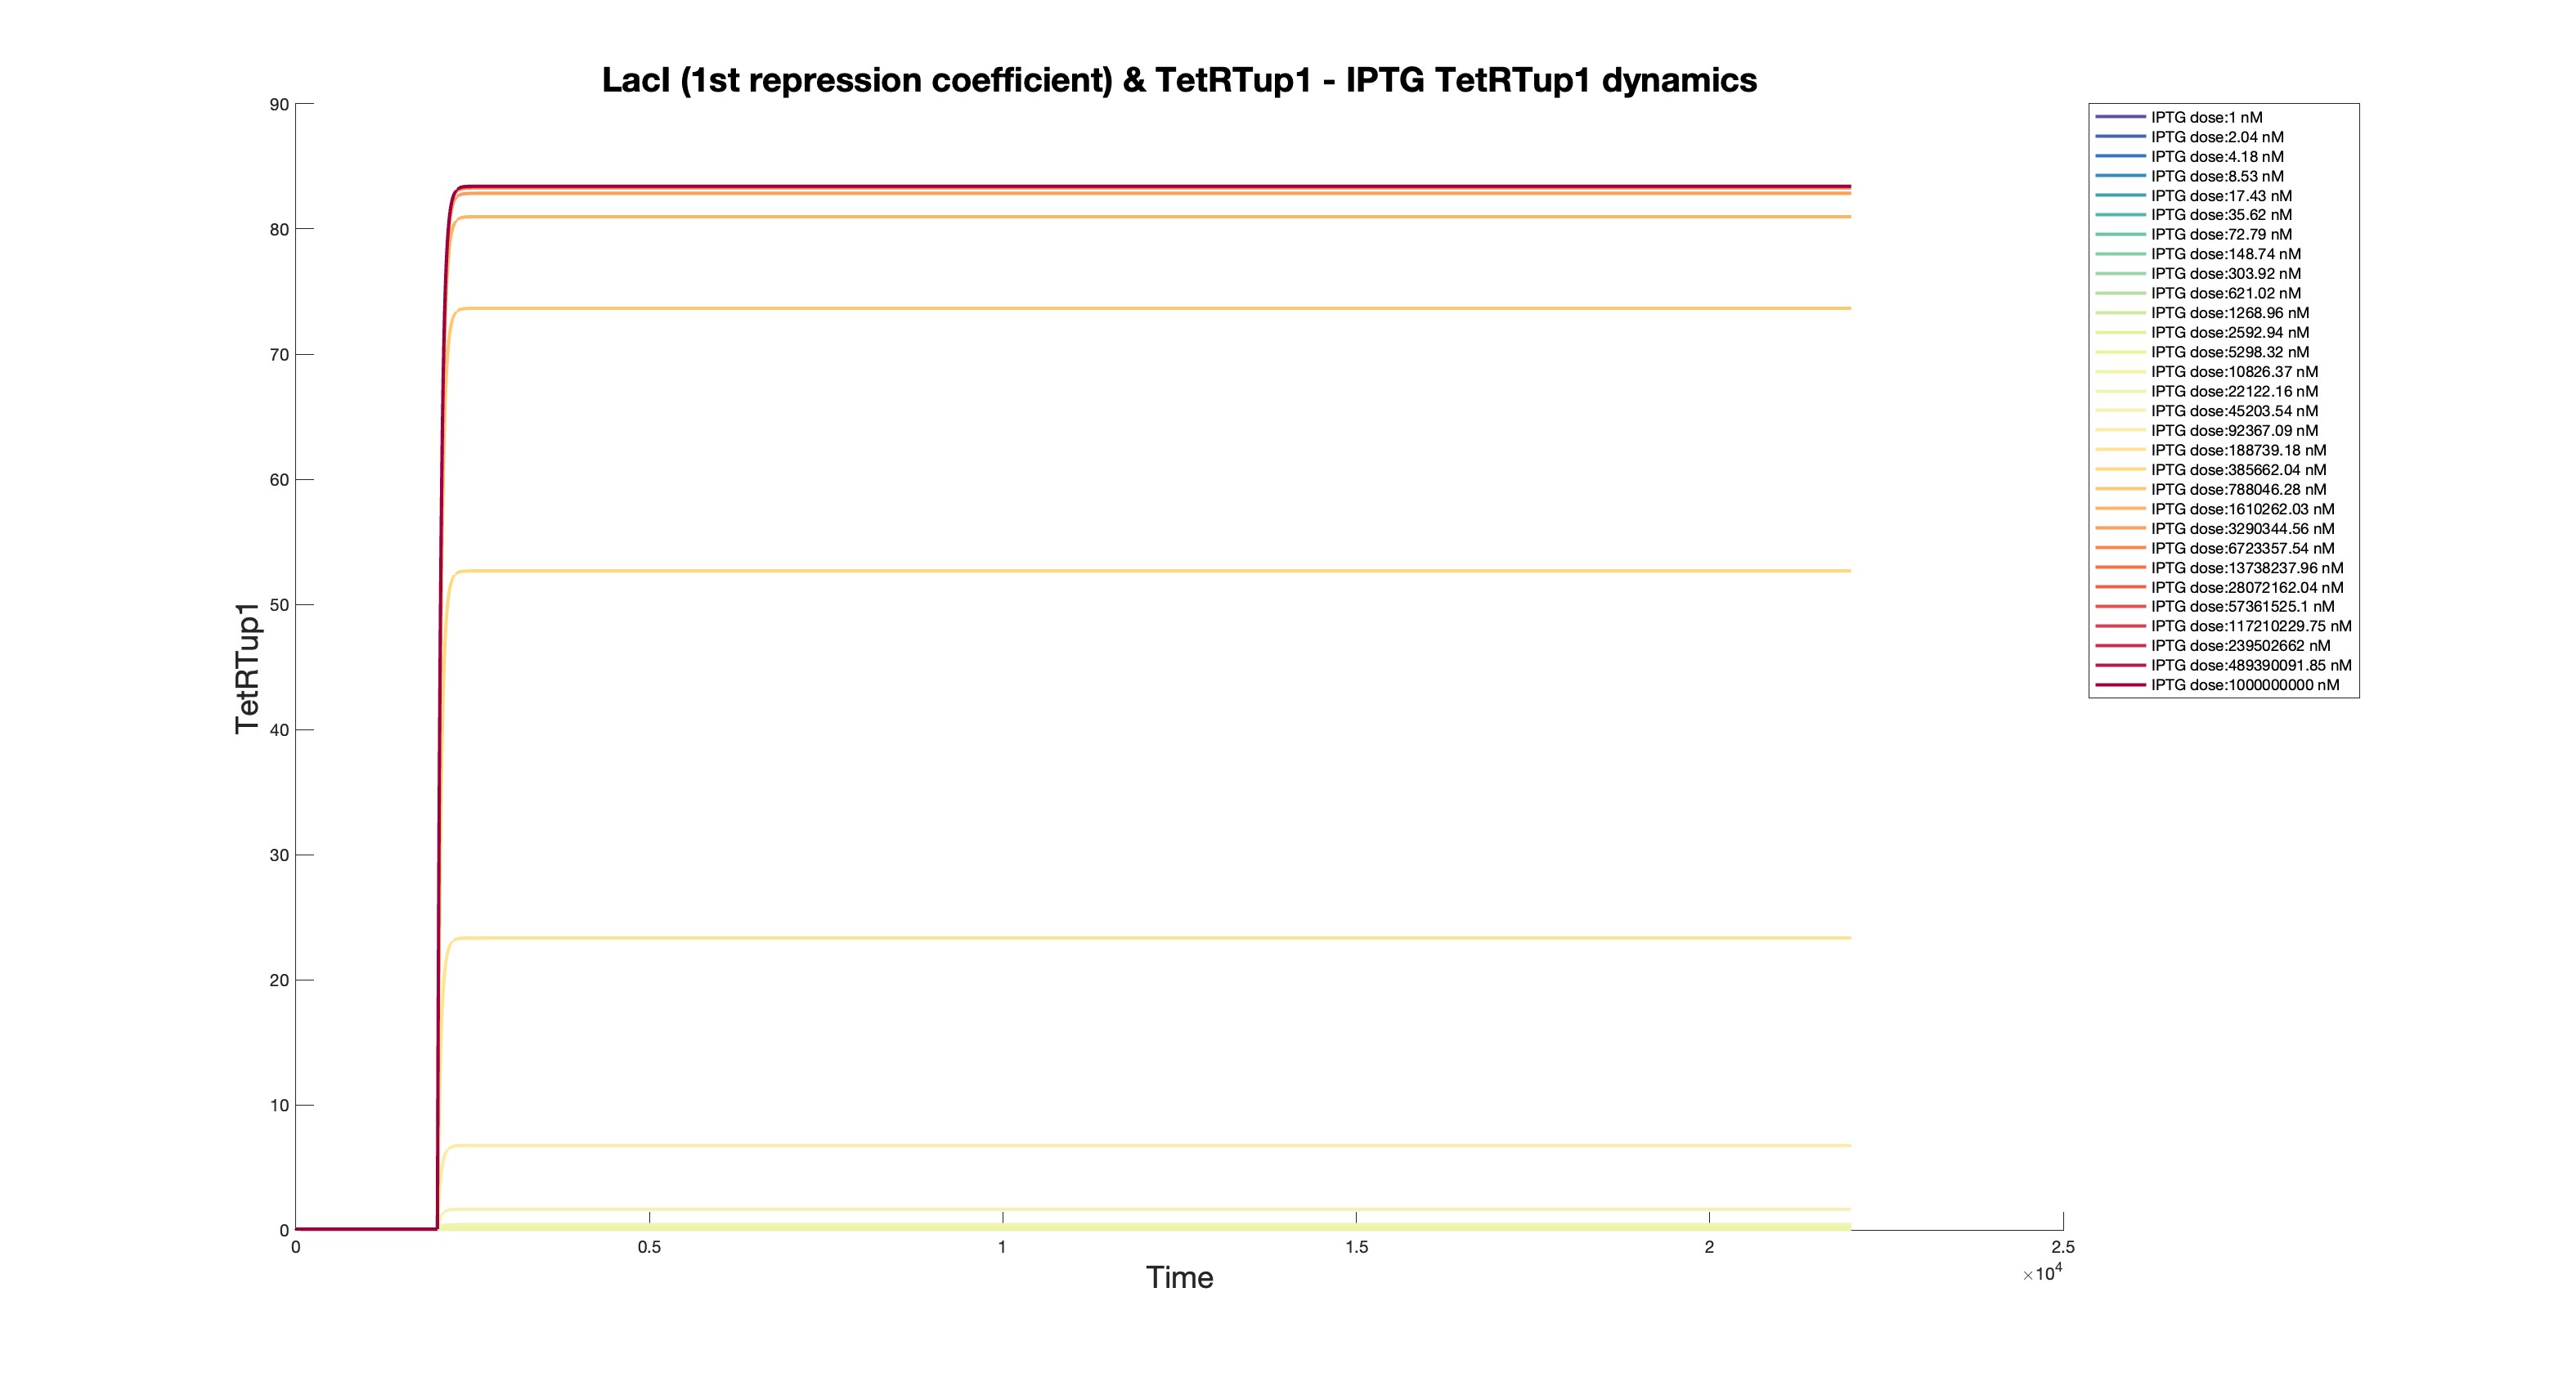 LacI (1st repression coefficient) & TetRTup1 - IPTG TetRTup1 dynamics
90
80
70
60
50
40
30
20
10
0
TetRTup1
0
0.5
1
1.5
2
2.5
×10⁴
Time
IPTG dose:1 nM
IPTG dose:2.04 nM
IPTG dose:4.18 nM
IPTG dose:8.53 nM
IPTG dose:17.43 nM
IPTG dose:35.62 nM
IPTG dose:72.79 nM
IPTG dose:148.74 nM
IPTG dose:303.92 nM
IPTG dose:621.02 nM
IPTG dose:1268.96 nM
IPTG dose:2592.94 nM
IPTG dose:5298.32 nM
IPTG dose:10826.37 nM
IPTG dose:22122.16 nM
IPTG dose:45203.54 nM
IPTG dose:92367.09 nM
IPTG dose:188739.18 nM
IPTG dose:385662.04 nM
IPTG dose:788046.28 nM
IPTG dose:1610262.03 nM
IPTG dose:3290344.56 nM
IPTG dose:6723357.54 nM
IPTG dose:13738237.96 nM
IPTG dose:28072162.04 nM
IPTG dose:57361525.1 nM
IPTG dose:117210229.75 nM
IPTG dose:239502662 nM
IPTG dose:489390091.85 nM
IPTG dose:1000000000 nM